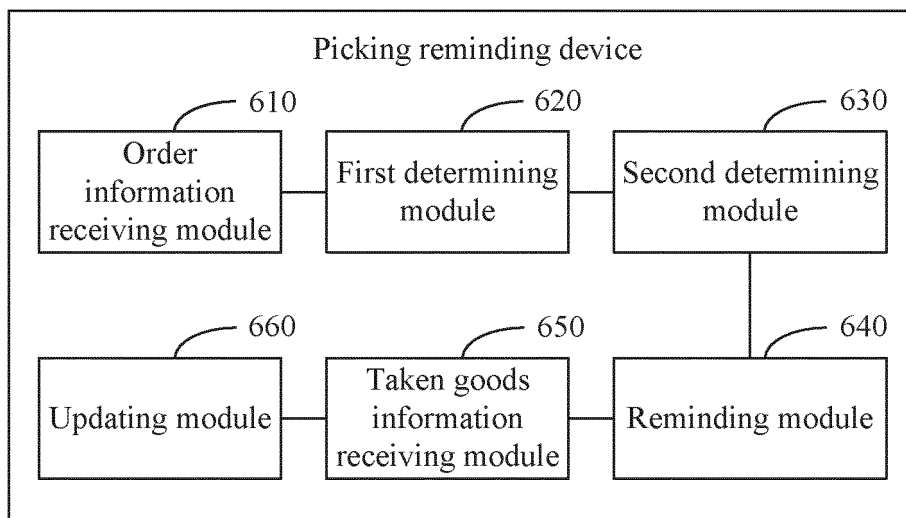 Picking reminding device
610
620
630
Order
information
receiving module
First determining
module
Second determining
module
660
650
640
Updating module
Taken goods
information
receiving module
Reminding module